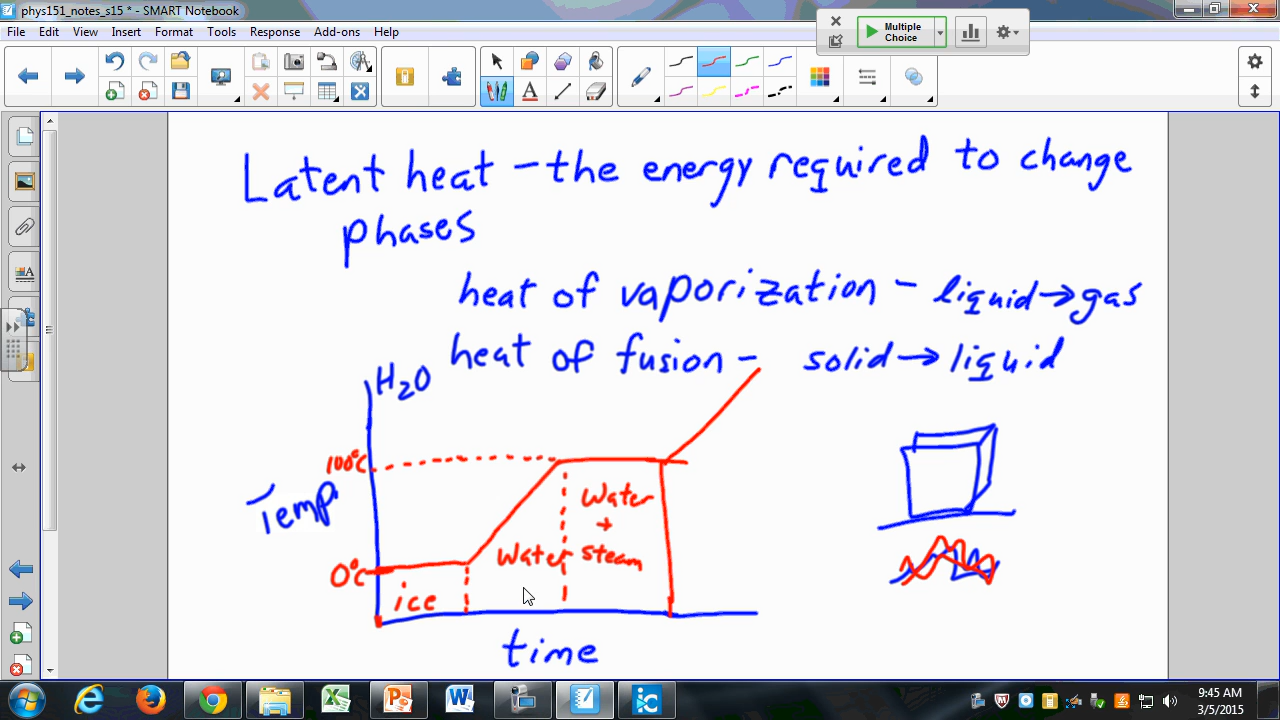 phys151_notes_s15 * - SMART Notebook
File Edit View Insert Format Tools Response Add-ons Help
Multiple Choice
Latent heat - the energy required to change
phases
heat of vaporization - liquid → gas
heat of fusion - solid → liquid
H₂O
100°C
Temp
Water
+
steam
Water
0°C
ice
time
9:45 AM
3/5/2015